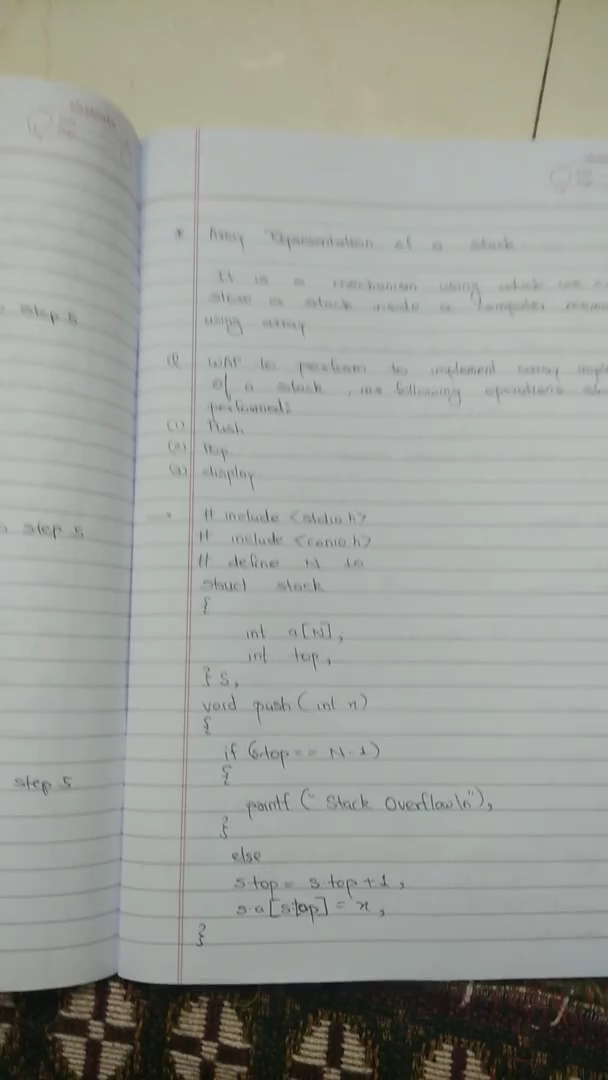 step 5
step 5
step 5
* Array Representation of a stack
It is a mechanism using which we
store a stack inside a computer
using array
Q WAP to perform to implement array
of a stack, the following operations
performed:
(1) Push
(2) Pop
(3) display
# include <stdio.h>
# include <conio.h>
# define N 10
struct stack
{
int a[N];
int top;
} s;
void push (int x)
{
if (s.top == N-1)
{
printf (" Stack Overflow\n");
}
else
s.top = s.top + 1;
s.a[s.top] = x;
}